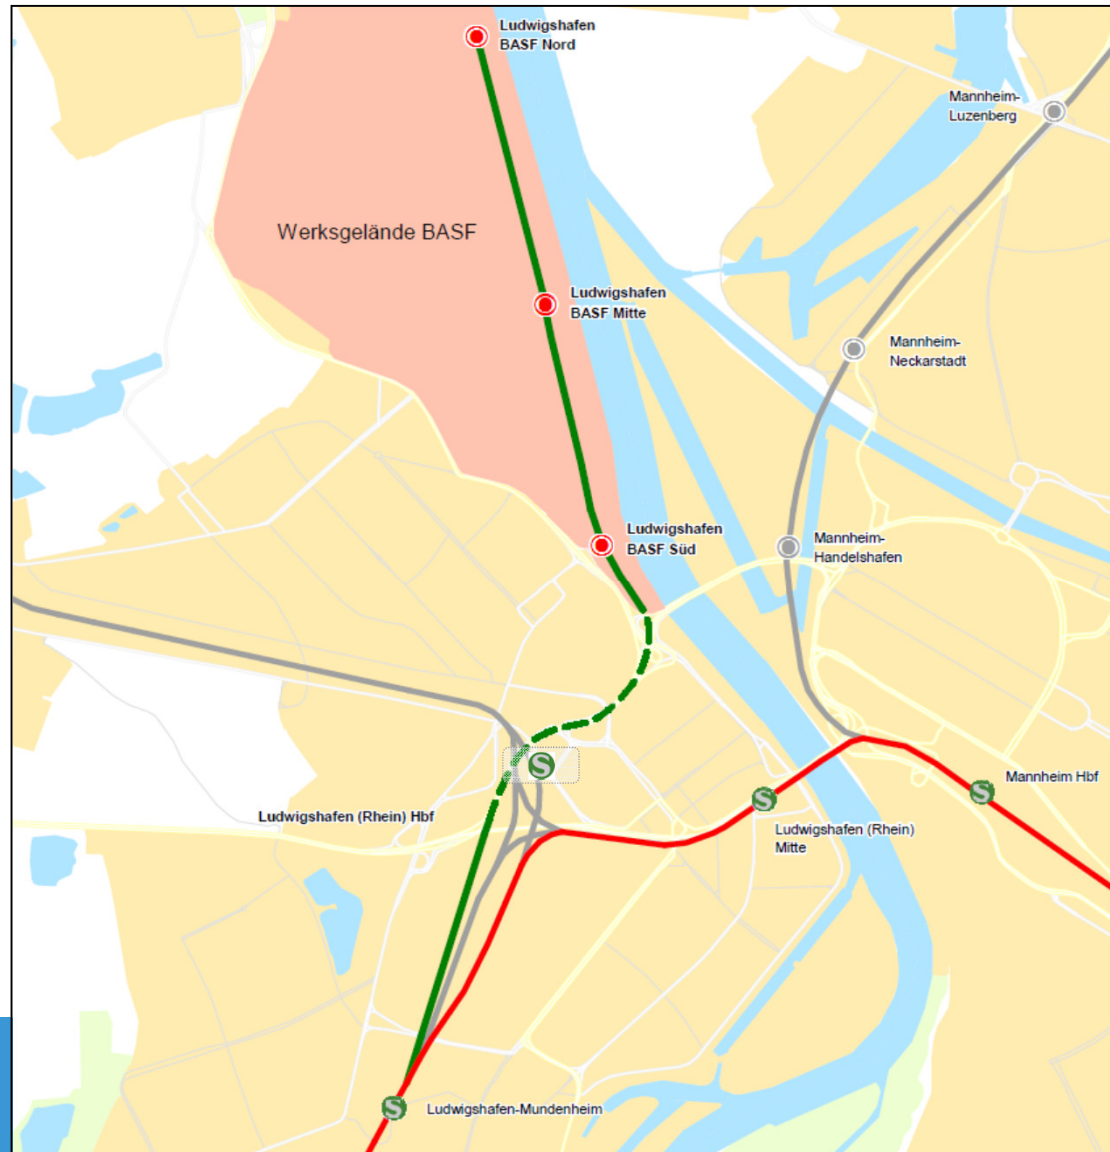 Ludwigshafen
BASF Nord
Mannheim-
Luzenberg
Werksgelände BASF
Ludwigshafen
BASF Mitte
Mannheim-
Neckarstadt
Ludwigshafen
BASF Süd
Mannheim-
Handelshafen
S
Mannheim Hbf
S
S
Ludwigshafen (Rhein) Hbf
Ludwigshafen (Rhein)
Mitte
S
Ludwigshafen-Mundenheim